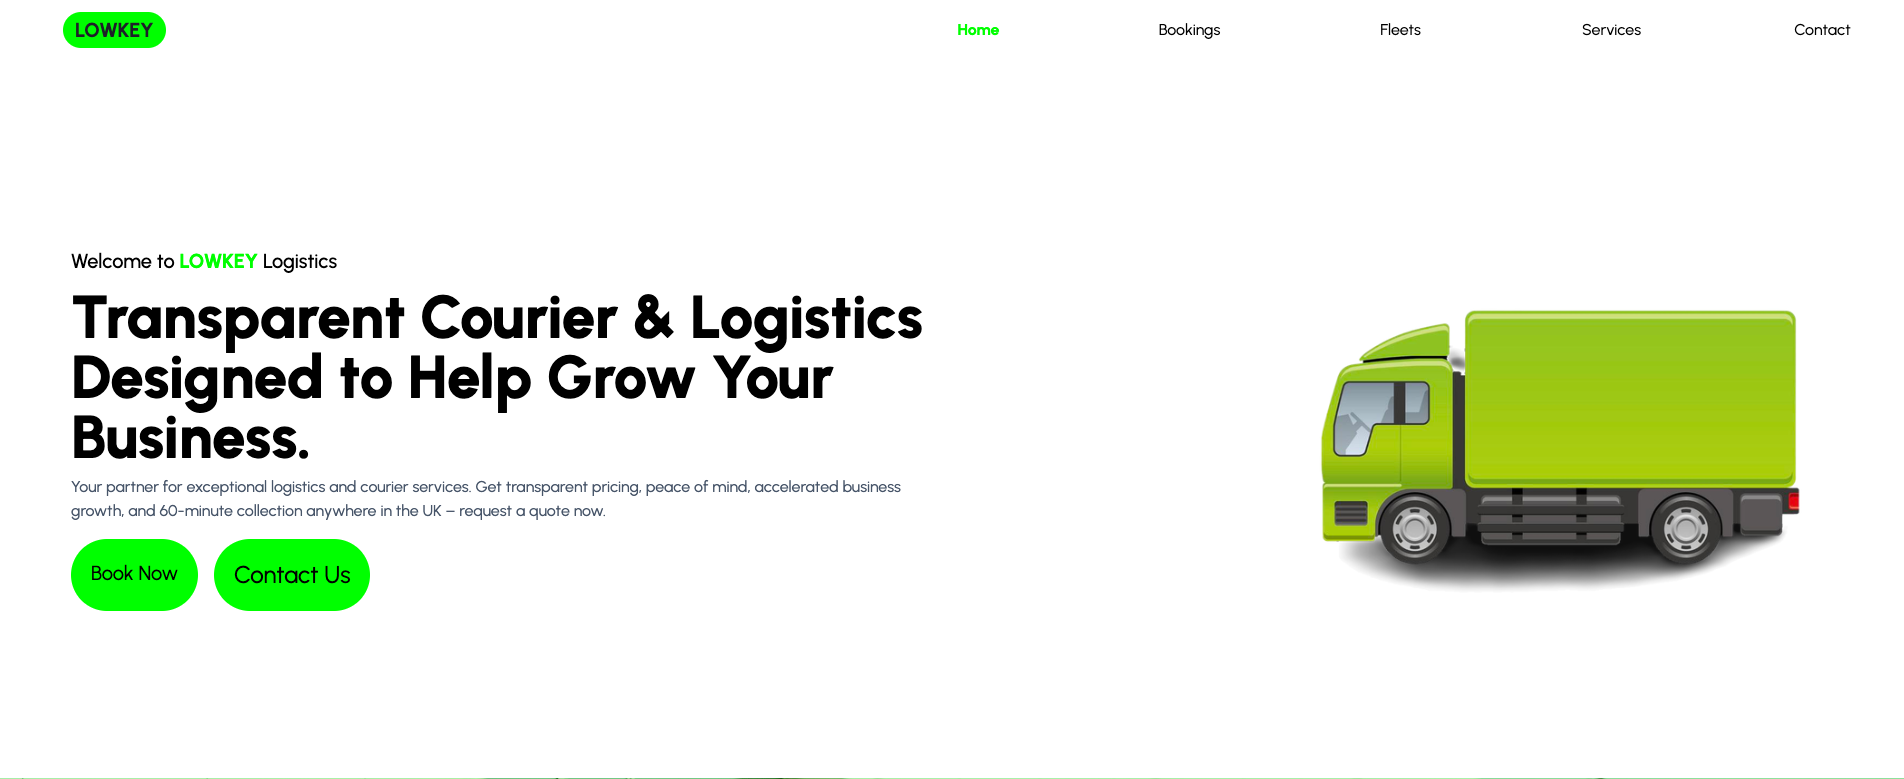 LOWKEY
Home
Bookings
Fleets
Services
Contact
Welcome to LOWKEY Logistics
Transparent Courier & Logistics
Designed to Help Grow Your
Business.
Your partner for exceptional logistics and courier services. Get transparent pricing, peace of mind, accelerated business
growth, and 60-minute collection anywhere in the UK – request a quote now.
Book Now
Contact Us